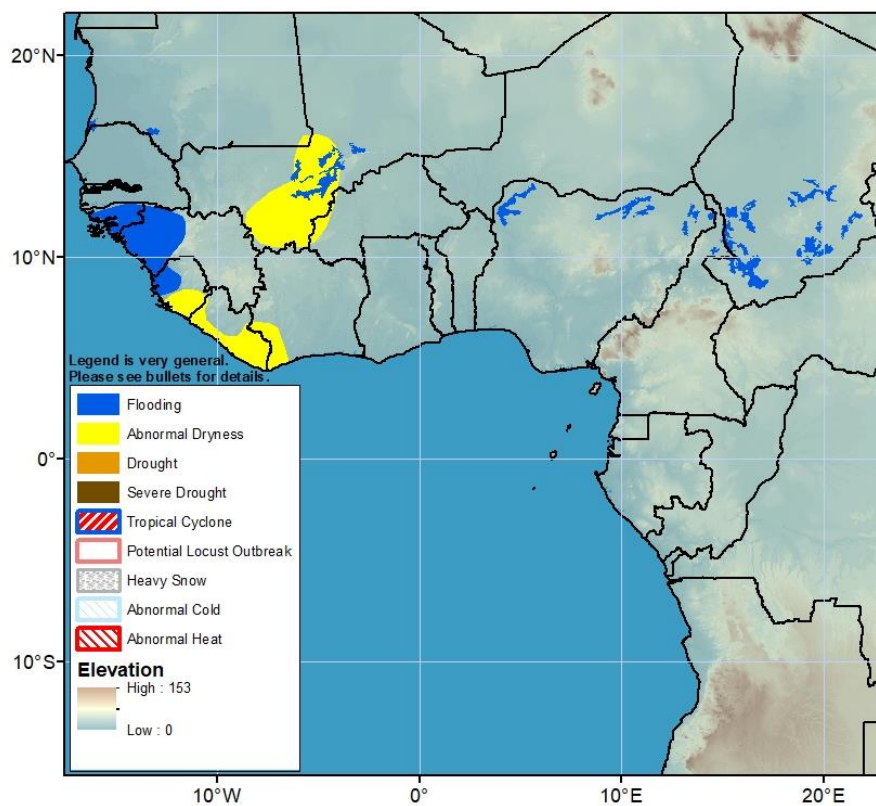 20°N
10°N
0°
10°S
Legend is very general.
Please see bullets for details.
Flooding
Abnormal Dryness
Drought
Severe Drought
Tropical Cyclone
Potential Locust Outbreak
Heavy Snow
Abnormal Cold
Abnormal Heat
Elevation
High : 153
Low : 0
10°W
0°
10°E
20°E